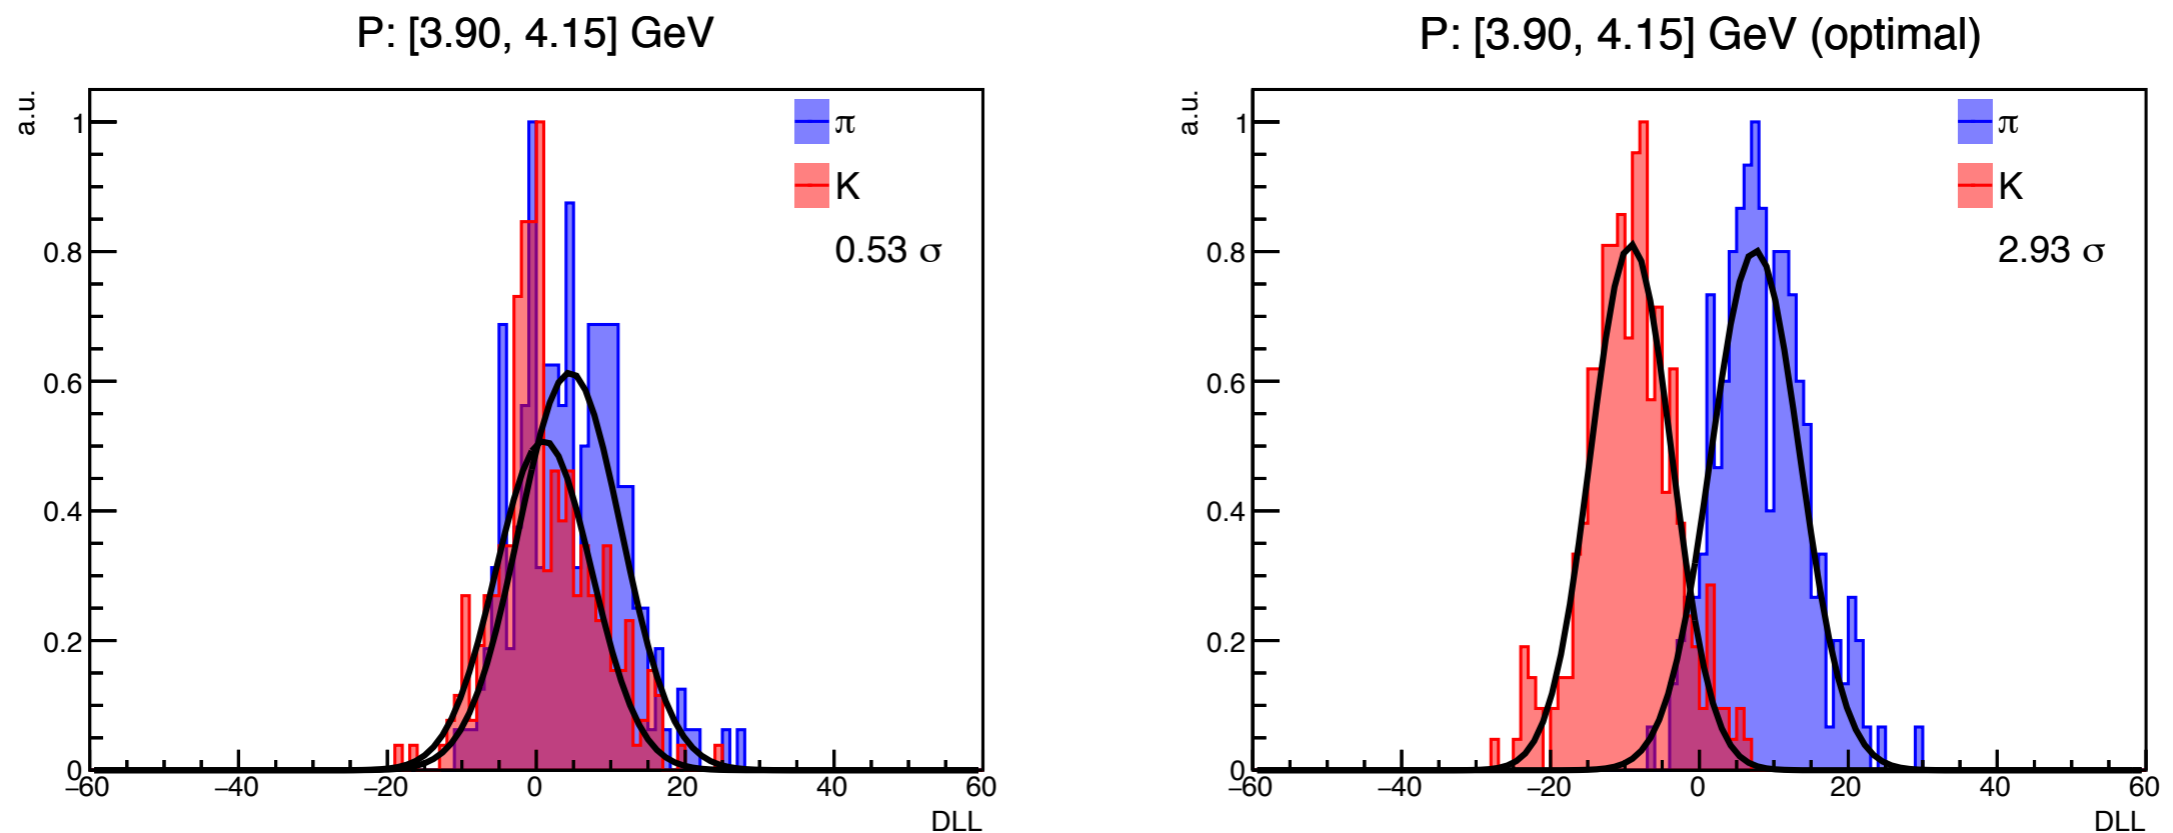 P: [3.90, 4.15] GeV
a.u.
π
K
0.53 σ
1
0.8
0.6
0.4
0.2
0
−60 −40 −20 0 20 40 60
DLL
P: [3.90, 4.15] GeV (optimal)
a.u.
π
K
2.93 σ
1
0.8
0.6
0.4
0.2
0
−60 −40 −20 0 20 40 60
DLL